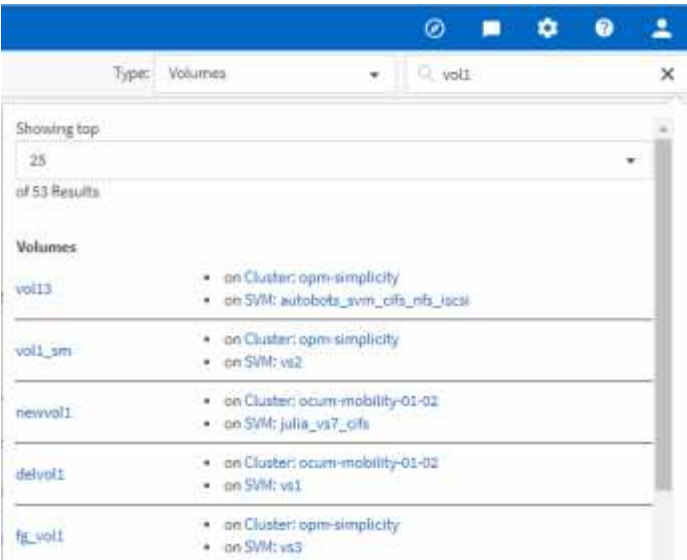 Type: Volumes vol1
Showing top
25
of 53 Results
Volumes
vol13
• on Cluster: opm-simplicity
• on SVM: autobots_svm_cifs_nfs_iscsi
vol1_sm
• on Cluster: opm-simplicity
• on SVM: vs2
newvol1
• on Cluster: ocum-mobility-01-02
• on SVM: julia_vs7_cifs
delvol1
• on Cluster: ocum-mobility-01-02
• on SVM: vs1
fg_vol1
• on Cluster: opm-simplicity
• on SVM: vs3